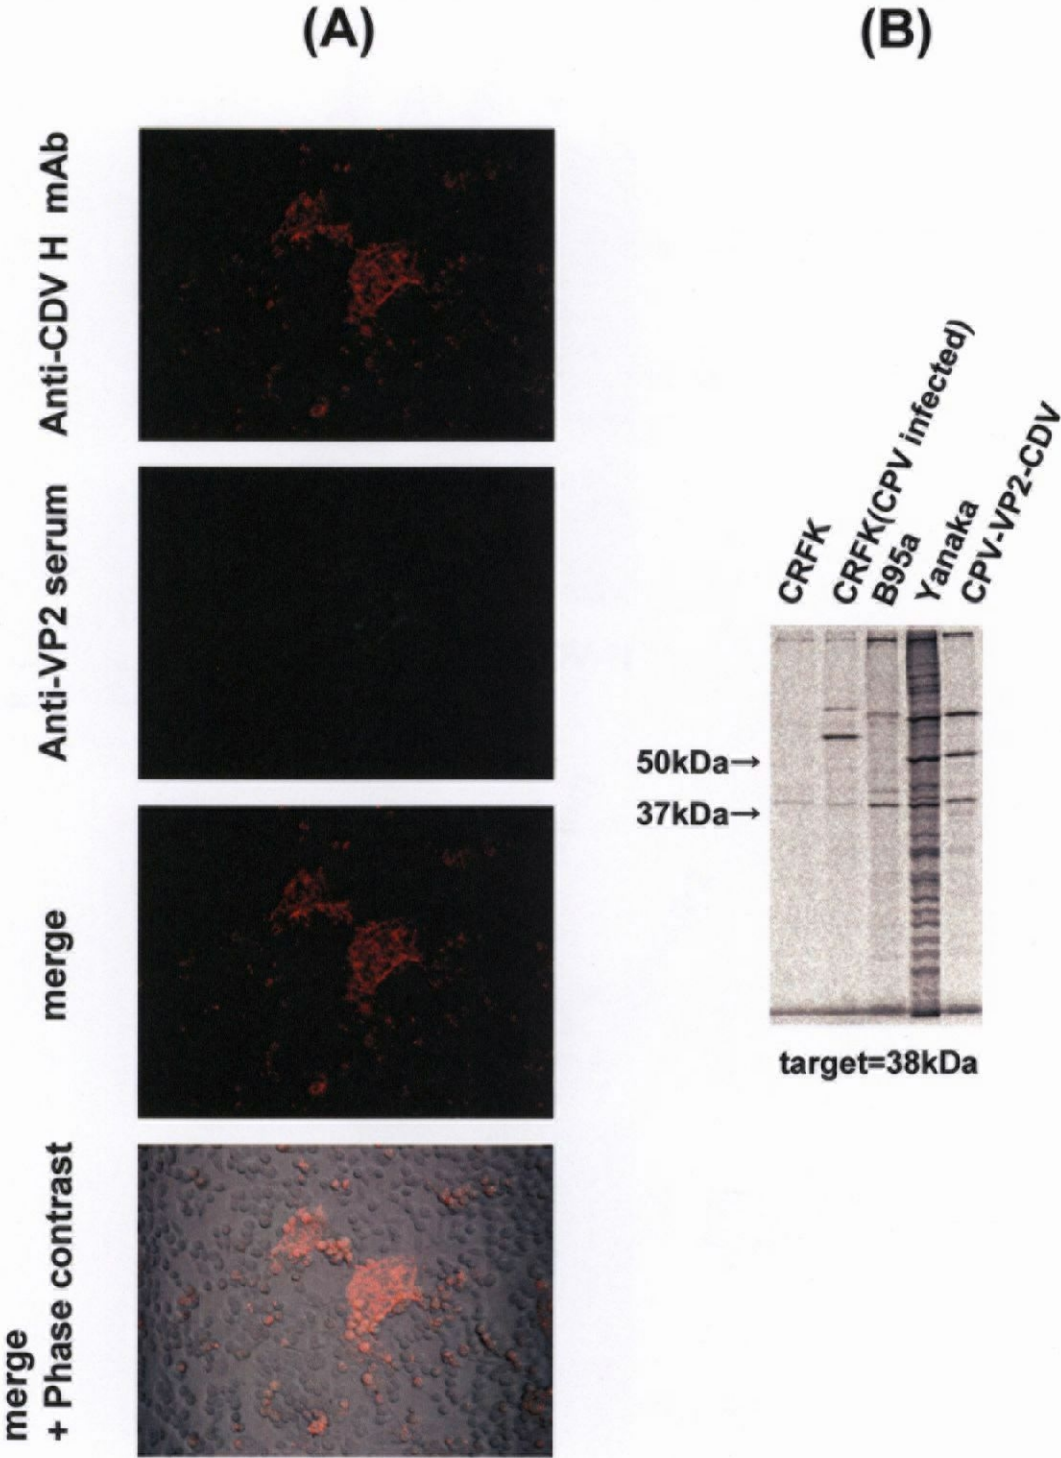 (A)
(B)
Anti-CDV H mAb
Anti-VP2 serum
merge
merge
+ Phase contrast
CRFK
CRFK(CPV infected)
B95a
Yanaka
CPV-VP2-CDV
50kDa→
37kDa→
target=38kDa